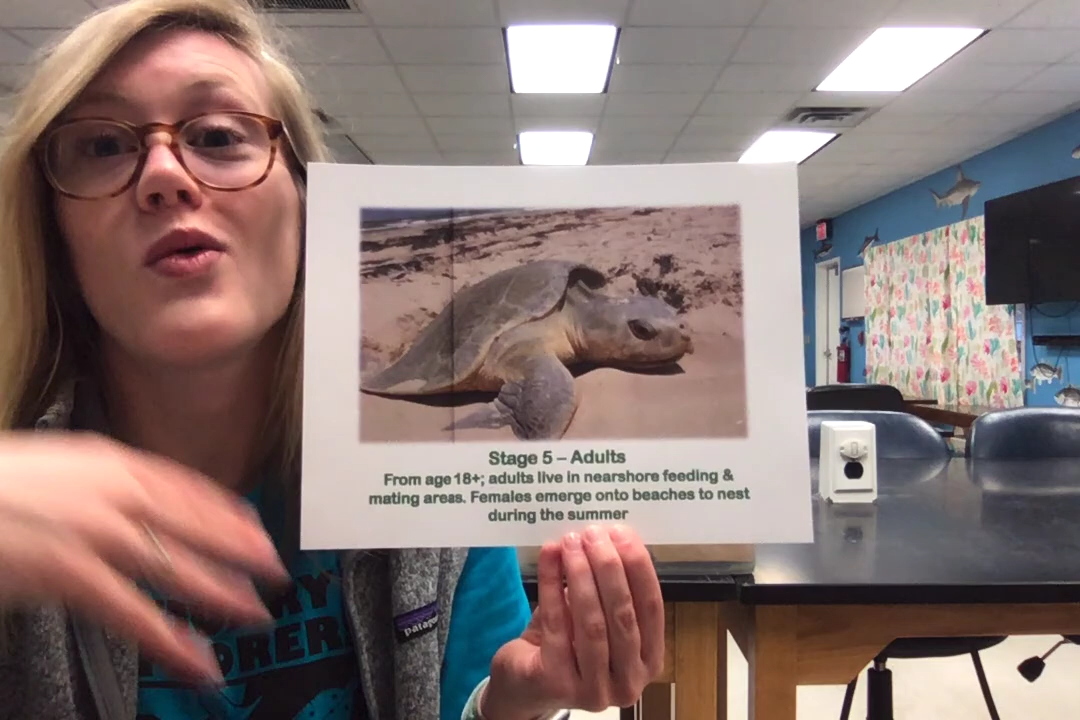 Stage 5 – Adults
From age 18+; adults live in nearshore feeding &
mating areas. Females emerge onto beaches to nest
during the summer
patagonia